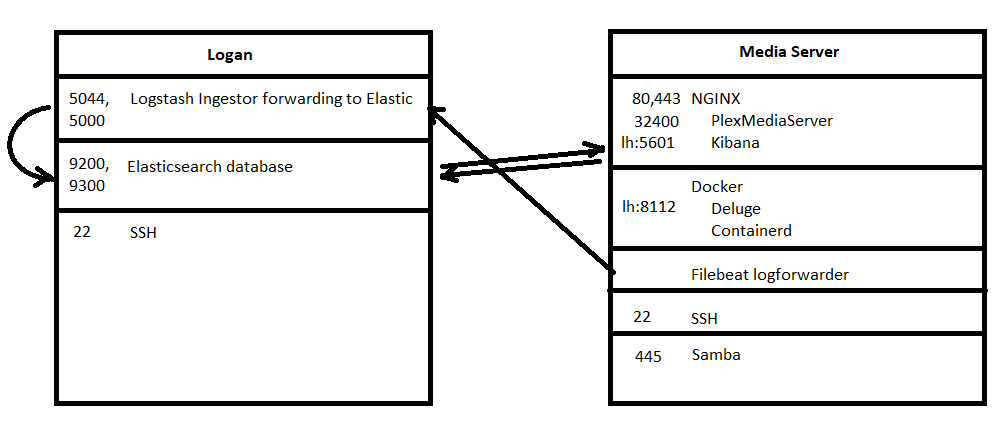 Logan
5044, Logstash Ingestor forwarding to Elastic
5000
9200, Elasticsearch database
9300
22 SSH
Media Server
80,443 NGINX
32400 PlexMediaServer
lh:5601 Kibana
Docker
lh:8112 Deluge
Containerd
Filebeat logforwarder
22 SSH
445 Samba